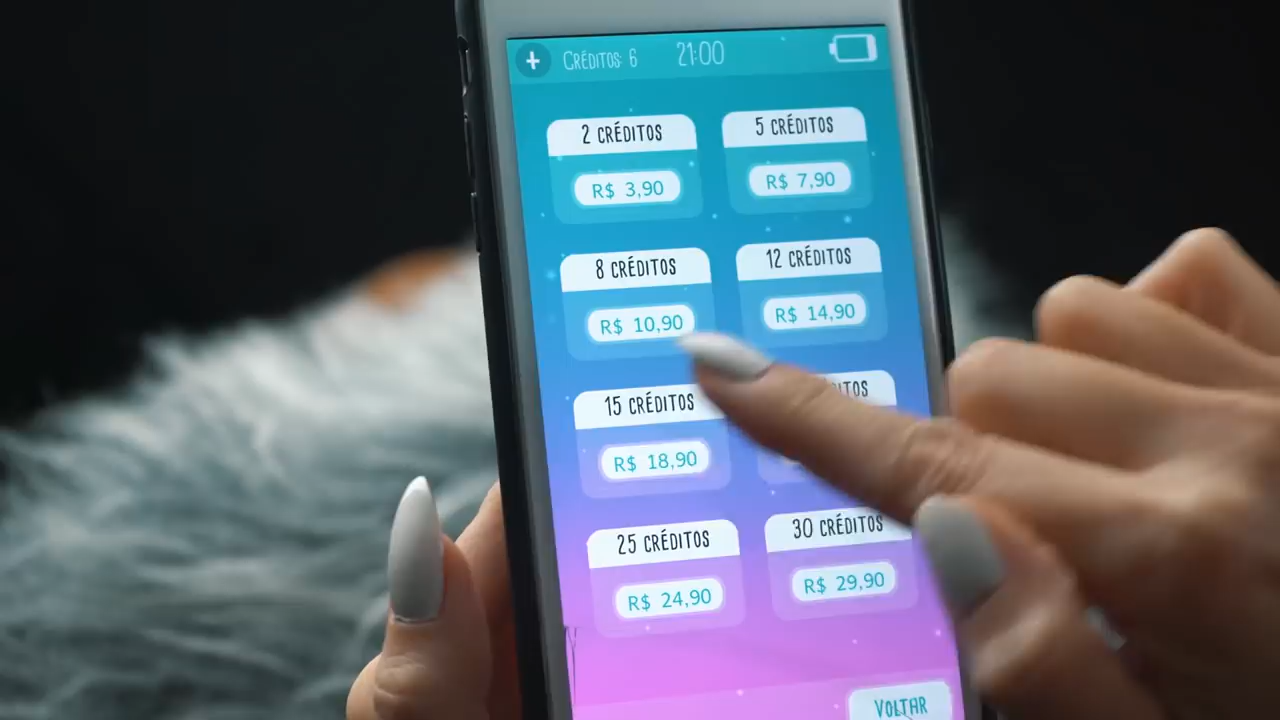 + CRÉDITOS: 6 21:00
2 CRÉDITOS
R$ 3,90
5 CRÉDITOS
R$ 7,90
8 CRÉDITOS
R$ 10,90
12 CRÉDITOS
R$ 14,90
15 CRÉDITOS
R$ 18,90
25 CRÉDITOS
R$ 24,90
30 CRÉDITOS
R$ 29,90
VOLTAR